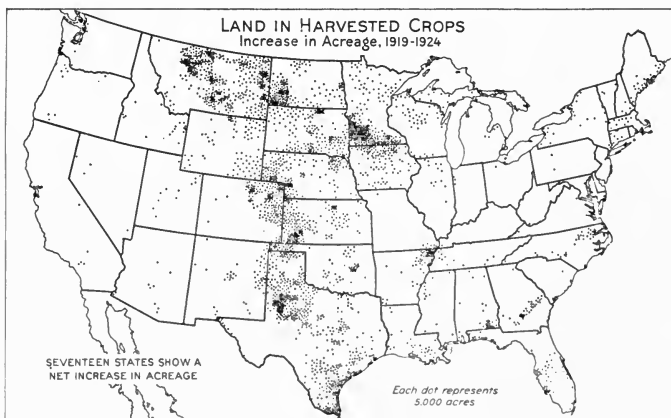 LAND IN HARVESTED CROPS
Increase in Acreage, 1919-1924
SEVENTEEN STATES SHOW A
NET INCREASE IN ACREAGE
Each dot represents
5,000 acres